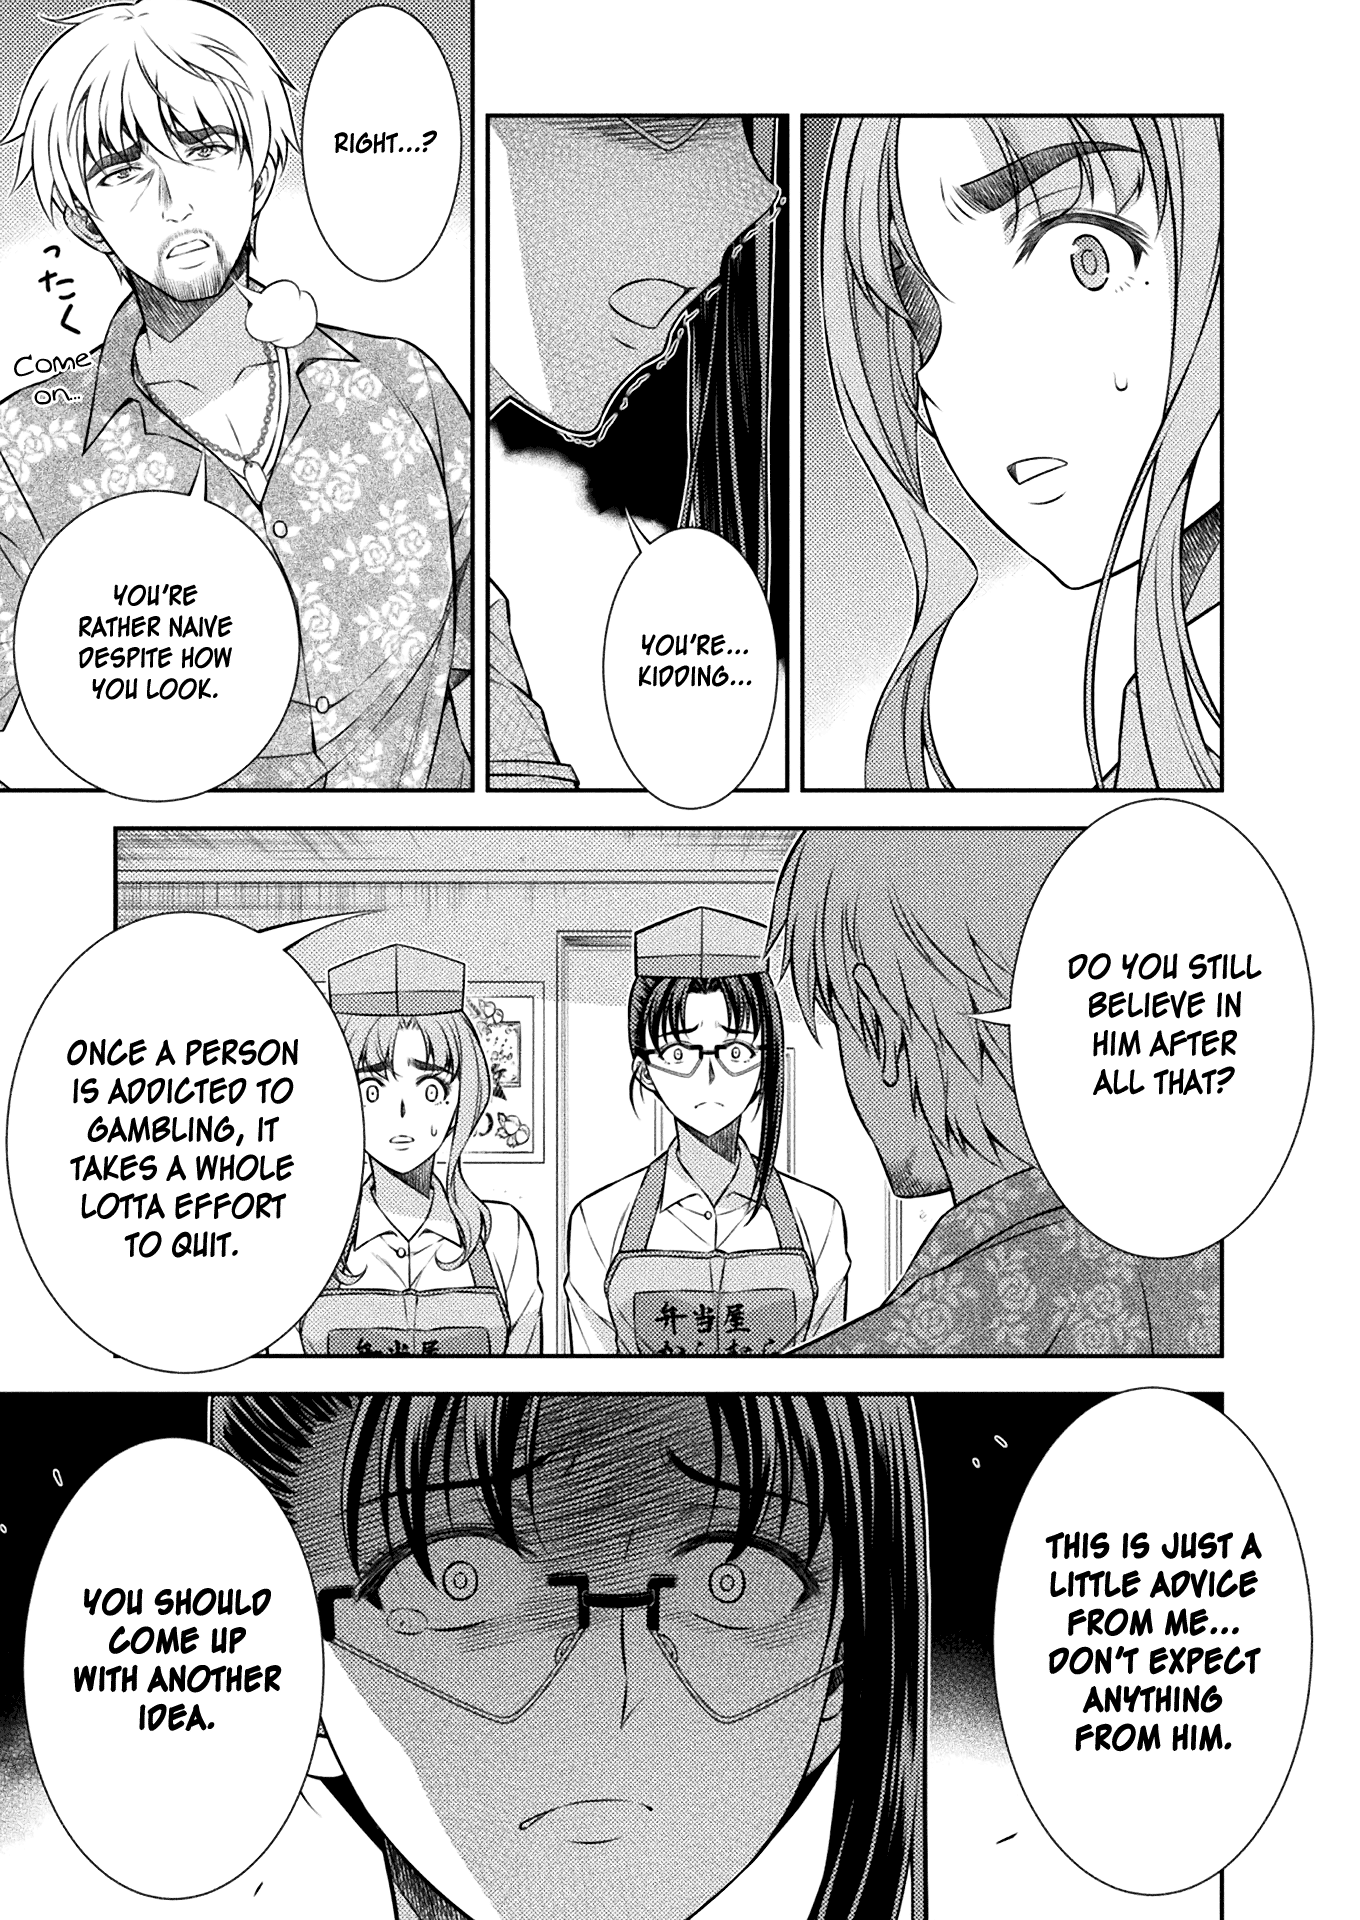 YOU'RE...
KIDDING...
RIGHT...?
ったく
Come
on...
YOU'RE
RATHER NAIVE
DESPITE HOW
YOU LOOK.
DO YOU STILL
BELIEVE IN
HIM AFTER
ALL THAT?
ONCE A PERSON
IS ADDICTED TO
GAMBLING, IT
TAKES A WHOLE
LOTTA EFFORT
TO QUIT.
弁当屋
弁当屋
THIS IS JUST A
LITTLE ADVICE
FROM ME...
DON'T EXPECT
ANYTHING
FROM HIM.
YOU SHOULD
COME UP
WITH ANOTHER
IDEA.